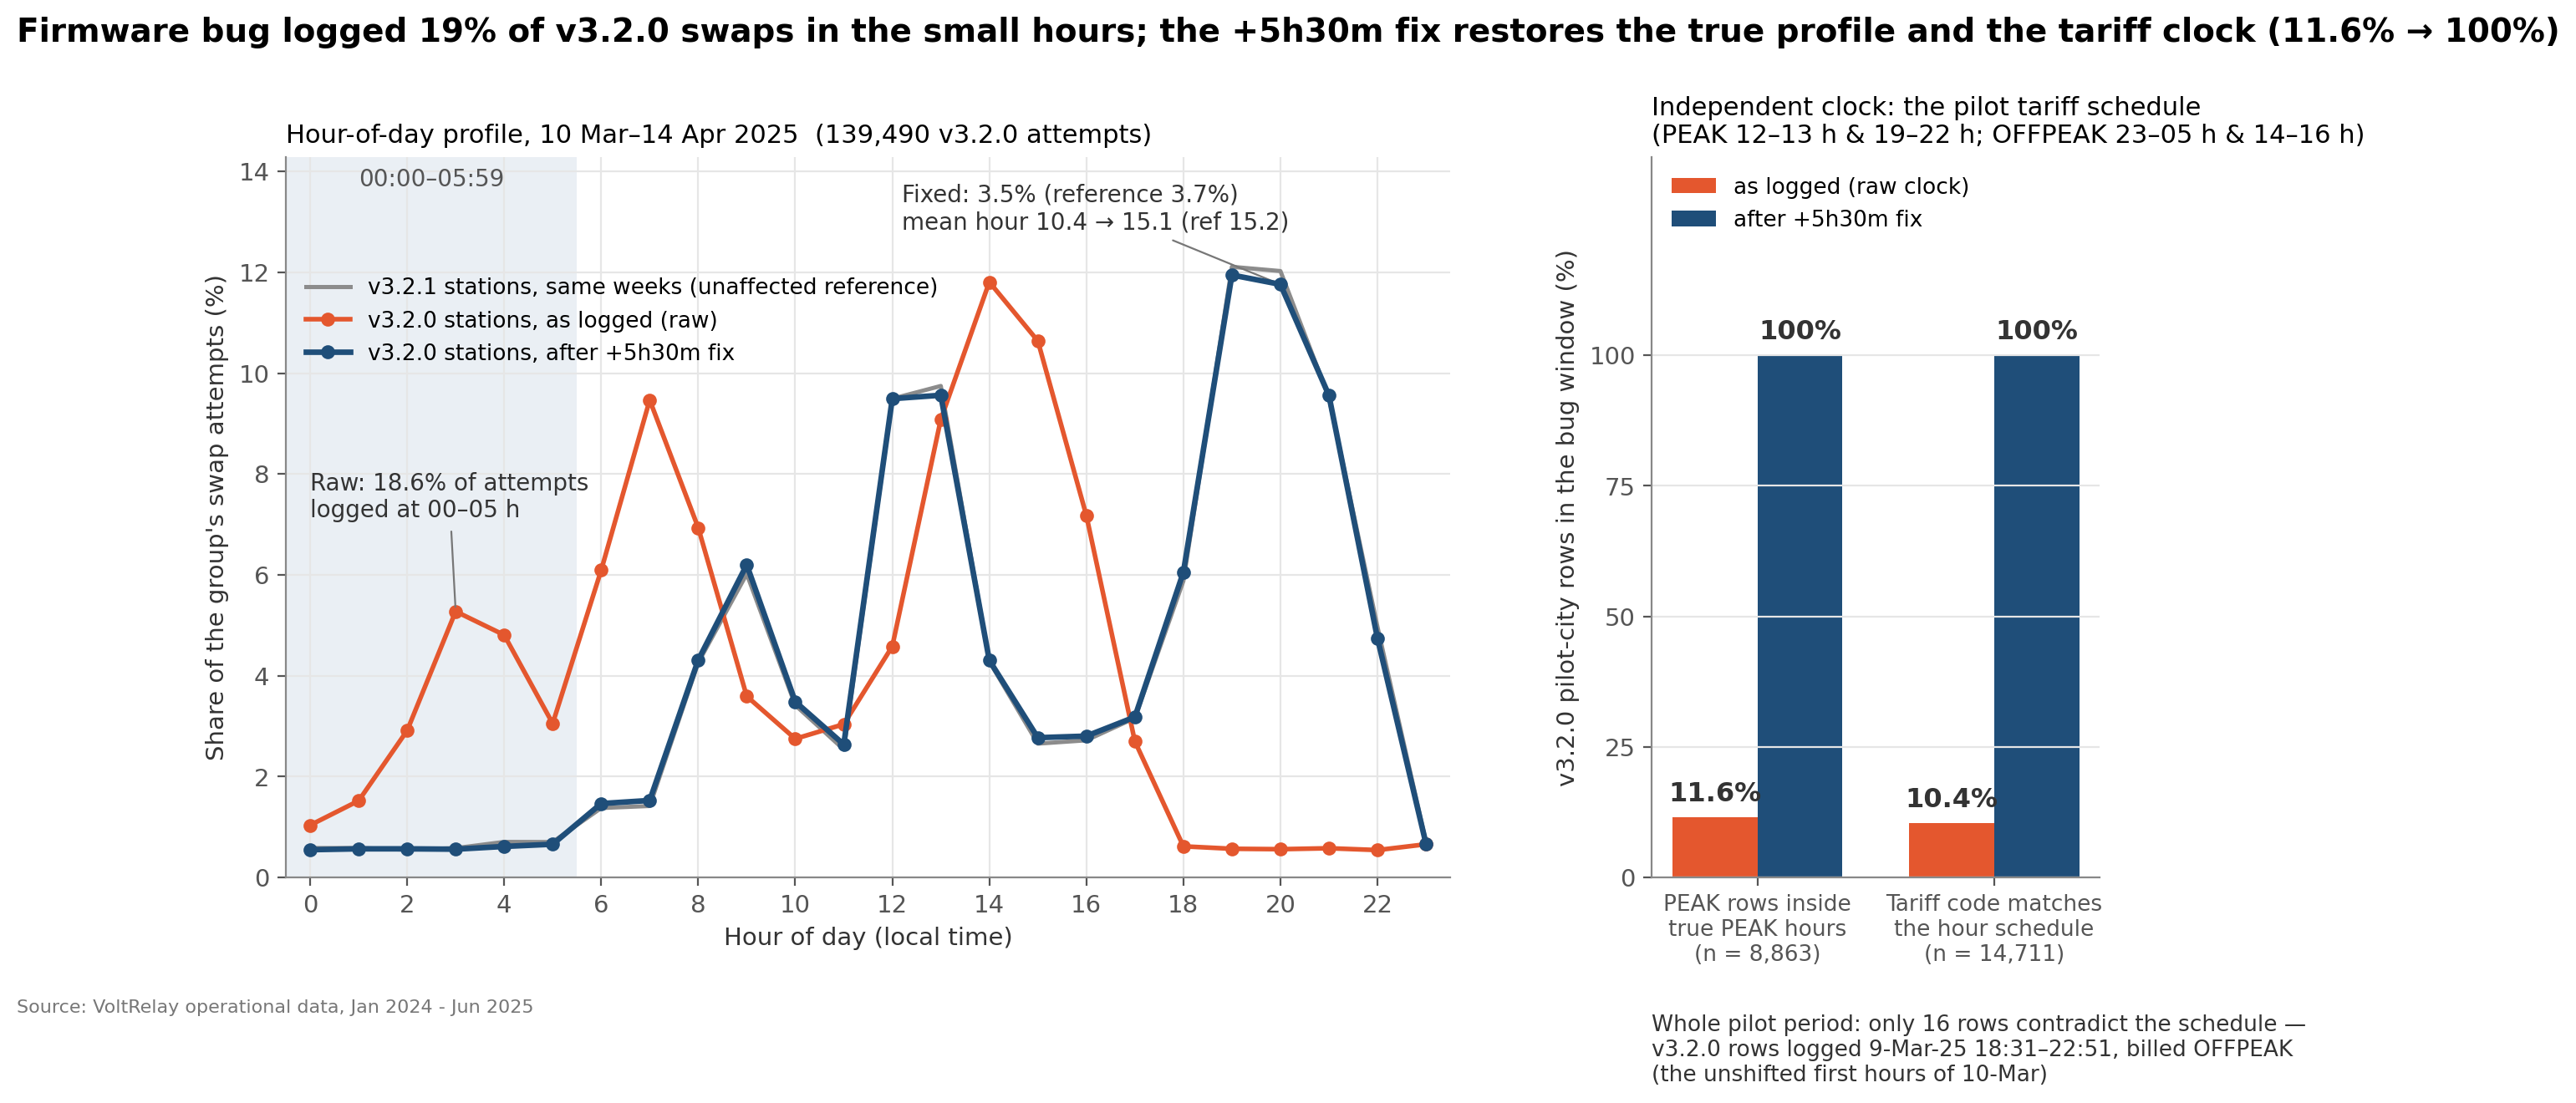 Firmware bug logged 19% of v3.2.0 swaps in the small hours; the +5h30m fix restores the true profile and the tariff clock (11.6% → 100%)
Hour-of-day profile, 10 Mar–14 Apr 2025  (139,490 v3.2.0 attempts)
00:00–05:59
Fixed: 3.5% (reference 3.7%)
mean hour 10.4 → 15.1 (ref 15.2)
v3.2.1 stations, same weeks (unaffected reference)
v3.2.0 stations, as logged (raw)
v3.2.0 stations, after +5h30m fix
Raw: 18.6% of attempts
logged at 00–05 h
Share of the group's swap attempts (%)
14
12
10
8
6
4
2
0
0 2 4 6 8 10 12 14 16 18 20 22
Hour of day (local time)
Source: VoltRelay operational data, Jan 2024 - Jun 2025
Independent clock: the pilot tariff schedule
(PEAK 12–13 h & 19–22 h; OFFPEAK 23–05 h & 14–16 h)
as logged (raw clock)
after +5h30m fix
v3.2.0 pilot-city rows in the bug window (%)
100
75
50
25
0
100%
100%
11.6%
10.4%
PEAK rows inside
true PEAK hours
(n = 8,863)
Tariff code matches
the hour schedule
(n = 14,711)
Whole pilot period: only 16 rows contradict the schedule —
v3.2.0 rows logged 9-Mar-25 18:31–22:51, billed OFFPEAK
(the unshifted first hours of 10-Mar)